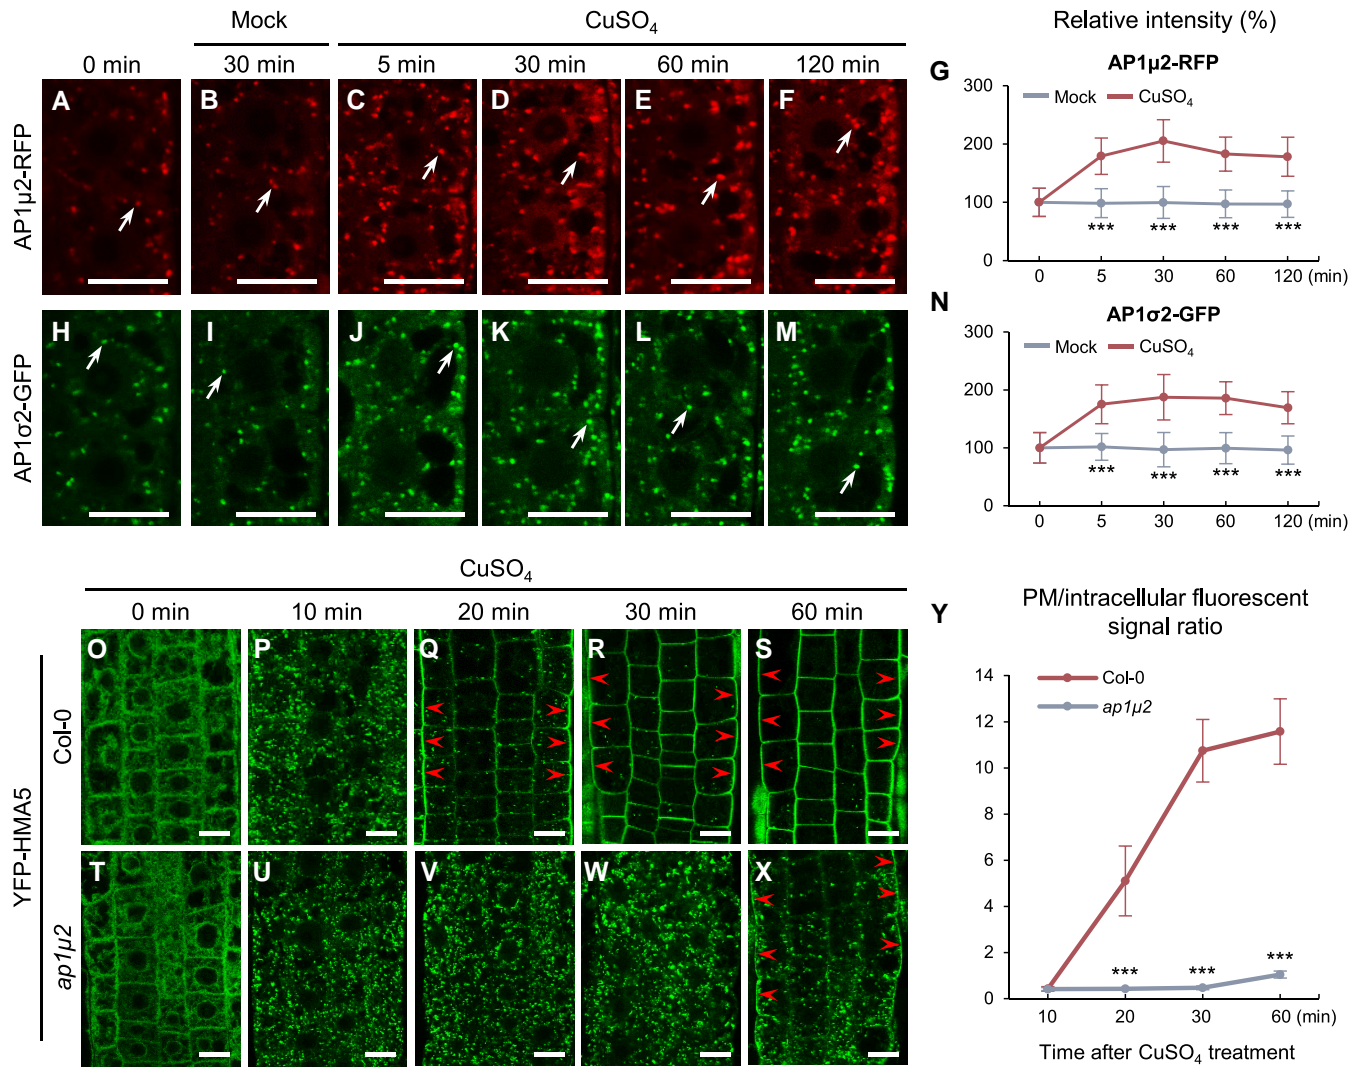 Mock
CuSO₄
0 min
30 min
5 min
30 min
60 min
120 min
AP1μ2-RFP
A
B
C
D
E
F
AP1σ2-GFP
H
I
J
K
L
M
Relative intensity (%)
G
AP1μ2-RFP
300
Mock
CuSO₄
200
100
*** *** *** ***
0
0 5 30 60 120 (min)
N
AP1σ2-GFP
300
Mock
CuSO₄
200
100
*** *** *** ***
0
0 5 30 60 120 (min)
CuSO₄
0 min
10 min
20 min
30 min
60 min
YFP-HMA5
Col-0
O
P
Q
R
S
ap1μ2
T
U
V
W
X
Y
PM/intracellular fluorescent
signal ratio
14
Col-0
12
ap1μ2
10
8
6
4
2
*** *** ***
0
10 20 30 60 (min)
Time after CuSO₄ treatment